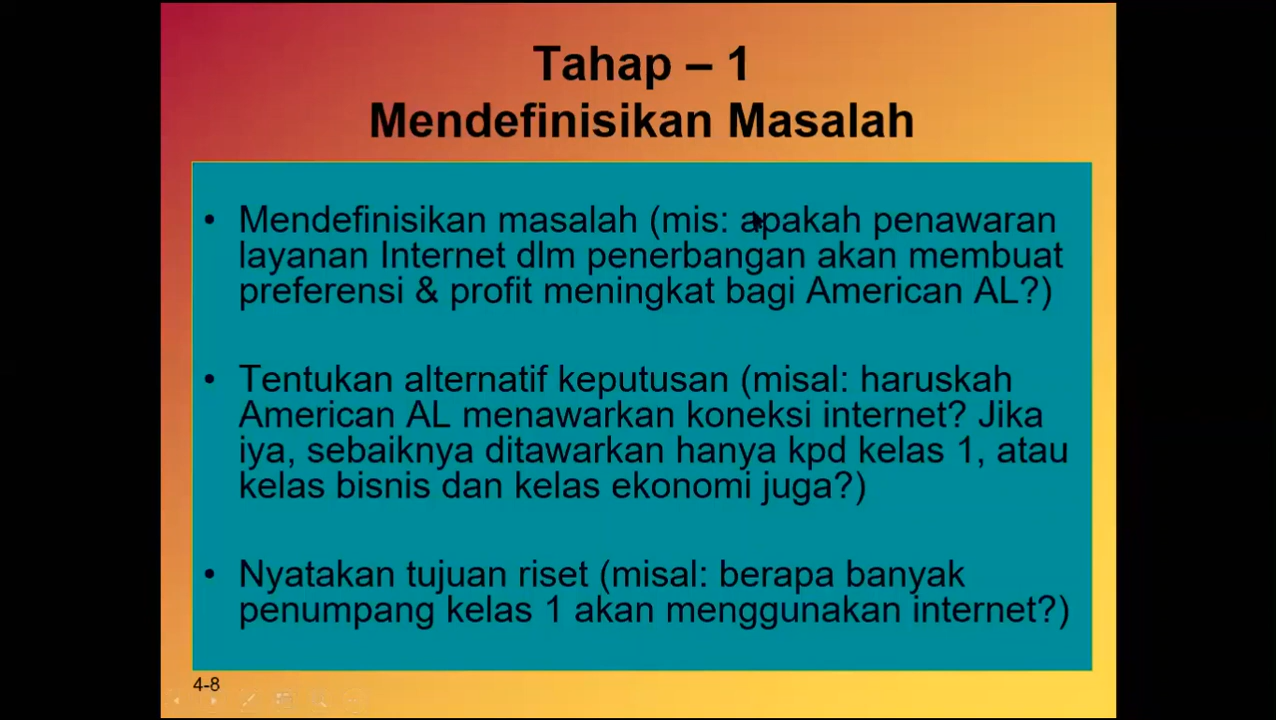 Tahap – 1
Mendefinisikan Masalah
• Mendefinisikan masalah (mis: apakah penawaran
layanan Internet dlm penerbangan akan membuat
preferensi & profit meningkat bagi American AL?)
• Tentukan alternatif keputusan (misal: haruskah
American AL menawarkan koneksi internet? Jika
iya, sebaiknya ditawarkan hanya kpd kelas 1, atau
kelas bisnis dan kelas ekonomi juga?)
• Nyatakan tujuan riset (misal: berapa banyak
penumpang kelas 1 akan menggunakan internet?)
4-8